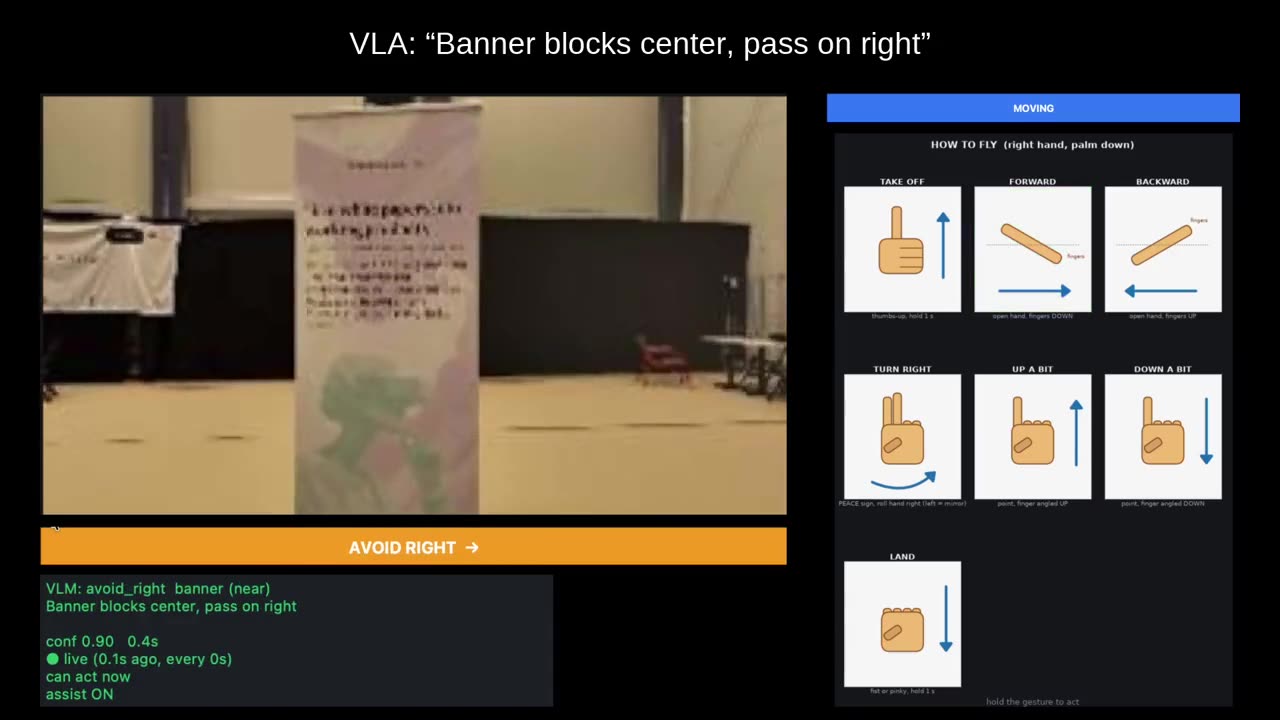 VLA: “Banner blocks center, pass on right”
MOVING
HOW TO FLY (right hand, palm down)
TAKE OFF
FORWARD
BACKWARD
fingers
fingers
thumbs-up, hold 1 s
open hand, fingers DOWN
open hand, fingers UP
TURN RIGHT
UP A BIT
DOWN A BIT
PEACE sign, roll hand right (left = mirror)
point, finger angled UP
point, finger angled DOWN
LAND
fist or pinky, hold 1 s
hold the gesture to act
AVOID RIGHT →
VLM: avoid_right banner (near)
Banner blocks center, pass on right
conf 0.90 0.4s
● live (0.1s ago, every 0s)
can act now
assist ON